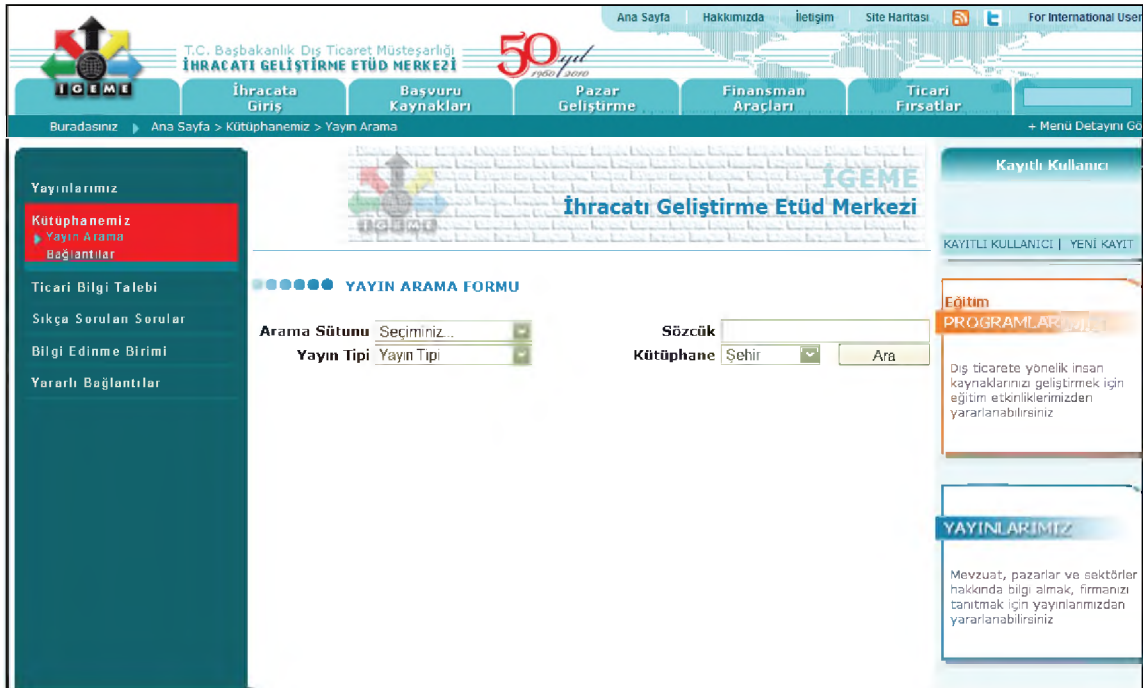 Ana Sayfa
Hakkımızda
İletişim
Site Haritası
For International User
T.C. Başbakanlık Dış Ticaret Müsteşarlığı
İHRACATI GELİŞTİRME ETÜD MERKEZİ
50. yıl
1960 2010
İGEME
İhracata Giriş
Başvuru Kaynakları
Pazar Geliştirme
Finansman Araçları
Ticari Fırsatlar
Buradasınız Ana Sayfa > Kütüphanemiz > Yayın Arama
+ Menü Detayını Gö
Yayınlarımız
Kütüphanemiz
Yayın Arama
Bağlantılar
Ticari Bilgi Talebi
Sıkça Sorulan Sorular
Bilgi Edinme Birimi
Yararlı Bağlantılar
İGEME
İhracatı Geliştirme Etüd Merkezi
İGEME
YAYIN ARAMA FORMU
Arama Sütunu Seçiminiz...
Sözcük
Yayın Tipi Yayın Tipi
Kütüphane Şehir
Ara
Kayıtlı Kullanıcı
KAYITLI KULLANICI | YENİ KAYIT
Eğitim
Dış ticarete yönelik insan
kaynaklarınızı geliştirmek için
eğitim etkinliklerimizden
yararlanabilirsiniz
YAYINLARIMIZ
Mevzuat, pazarlar ve sektörler
hakkında bilgi almak, firmanızı
tanıtmak için yayınlarımızdan
yararlanabilirsiniz